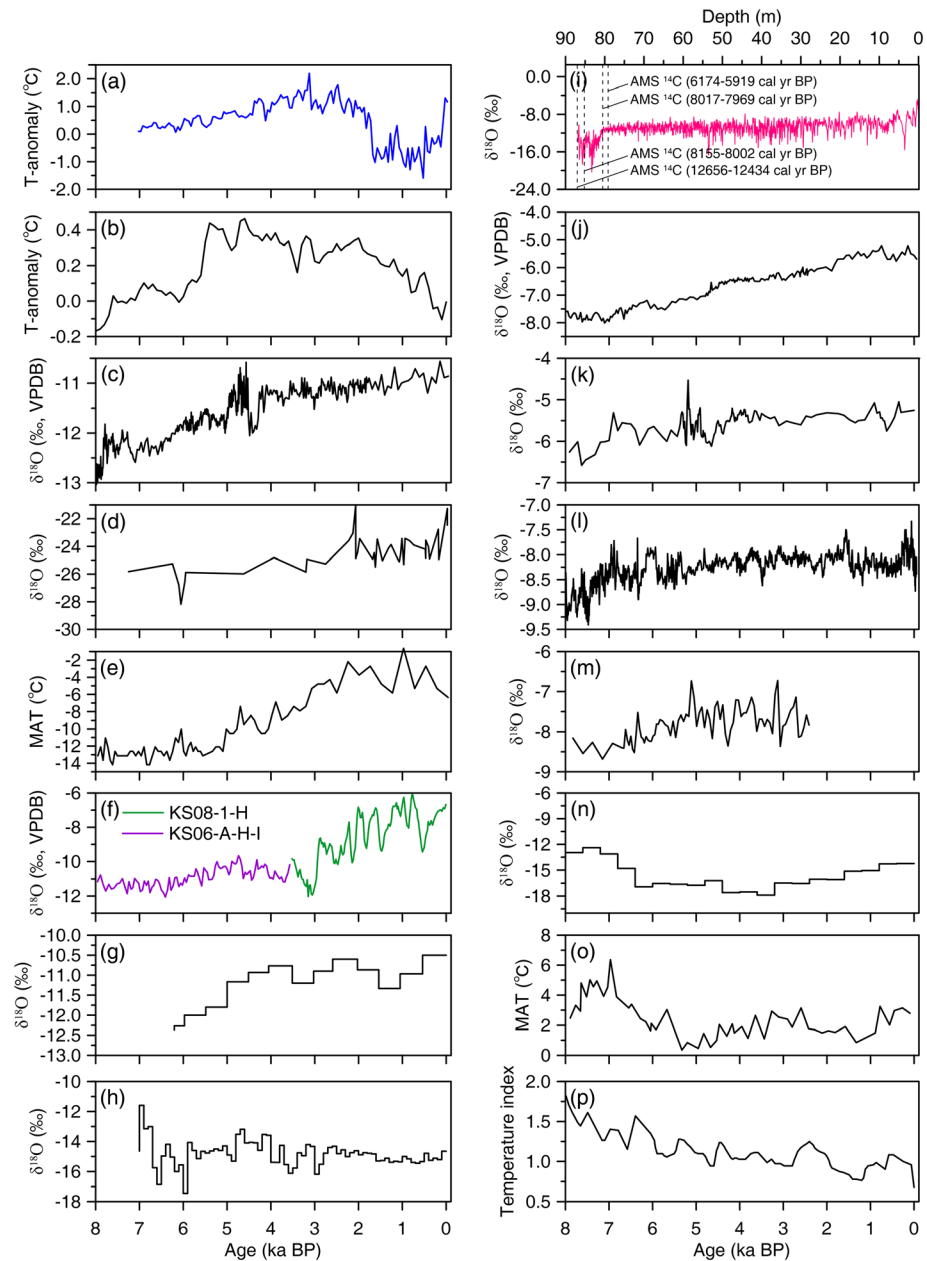 Depth (m)
90 80 70 60 50 40 30 20 10 0
(a)
T-anomaly (°C)
2.0
1.0
0.0
-1.0
-2.0
(i)
δ18O (‰)
0.0
-8.0
-16.0
-24.0
AMS 14C (6174-5919 cal yr BP)
AMS 14C (8017-7969 cal yr BP)
AMS 14C (8155-8002 cal yr BP)
AMS 14C (12656-12434 cal yr BP)
(b)
T-anomaly (°C)
0.4
0.2
0.0
-0.2
(j)
δ18O (‰, VPDB)
-4.0
-5.0
-6.0
-7.0
-8.0
(c)
δ18O (‰, VPDB)
-11
-12
-13
8 7 6 5 4 3 2 1 0
(k)
δ18O (‰)
-4
-5
-6
-7
(d)
δ18O (‰)
-22
-24
-26
-28
-30
(l)
δ18O (‰)
-7.0
-7.5
-8.0
-8.5
-9.0
-9.5
(e)
MAT (°C)
-2
-4
-6
-8
-10
-12
-14
(m)
δ18O (‰)
-6
-7
-8
-9
(f)
KS08-1-H
KS06-A-H-I
δ18O (‰, VPDB)
-6
-8
-10
-12
(n)
δ18O (‰)
-6
-9
-12
-15
-18
(g)
δ18O (‰)
-10.0
-10.5
-11.0
-11.5
-12.0
-12.5
-13.0
(o)
MAT (°C)
8
6
4
2
0
(h)
δ18O (‰)
-10
-12
-14
-16
-18
8 7 6 5 4 3 2 1 0
Age (ka BP)
(p)
Temperature index
2.0
1.5
1.0
0.5
8 7 6 5 4 3 2 1 0
Age (ka BP)